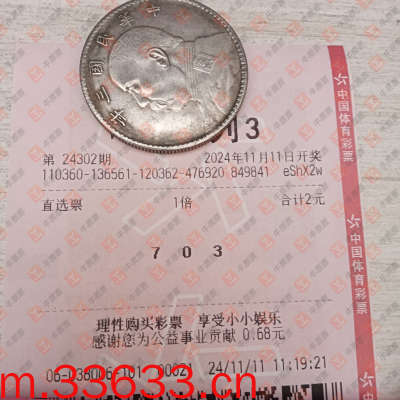 中華民國三年
列3
第 24302期 2024年11月11日开奖
110360-136561-120362-476920 849841 eShX2w
直选票 1倍 合计2元
7 0 3
理性购买彩票 享受小小娱乐
感谢您为公益事业贡献 0.68元
24/11/11 11:19:21
m.33633.cn
中国体育彩票
中国体育彩票
中国体育彩票